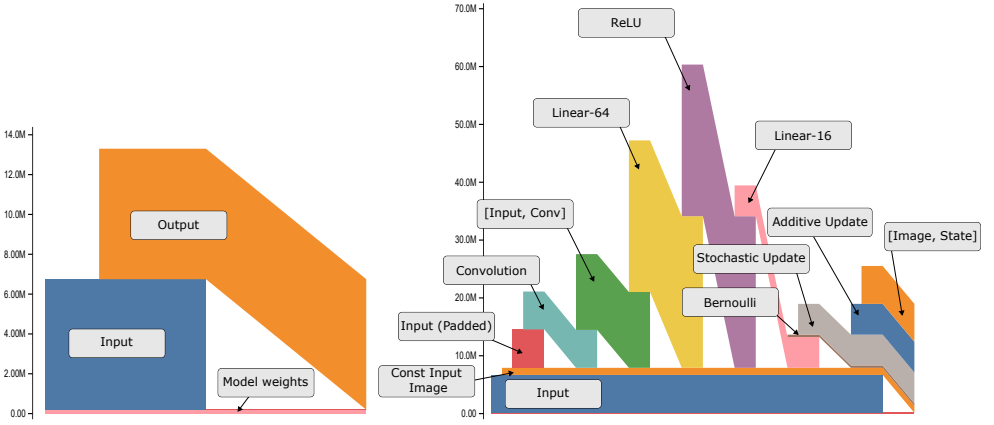 14.0M
12.0M
10.0M
8.00M
6.00M
4.00M
2.00M
0.00
Output
Input
Model weights
70.0M
60.0M
50.0M
40.0M
30.0M
20.0M
10.0M
0.00
ReLU
Linear-64
Linear-16
[Input, Conv]
Additive Update
[Image, State]
Stochastic Update
Convolution
Bernoulli
Input (Padded)
Const Input
Image
Input